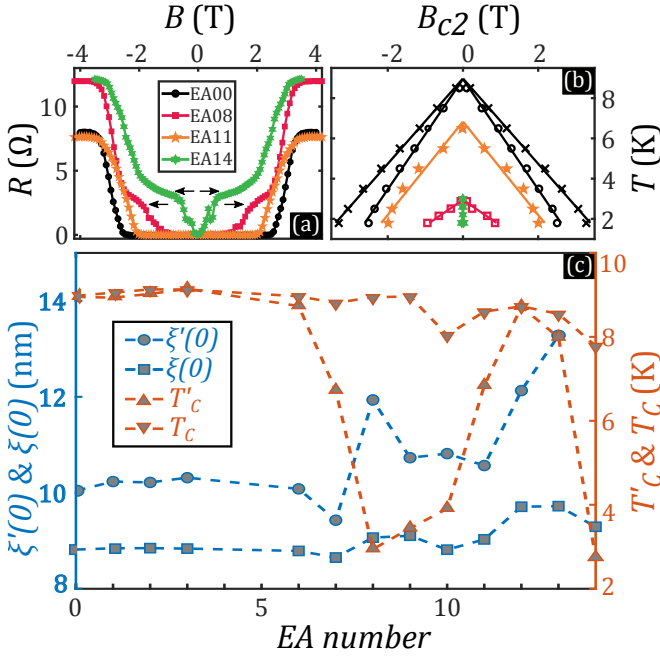 B (T)
-4 -2 0 2 4
10
5
0
R (Ω)
EA00
EA08
EA11
EA14
(a)
B_{c2} (T)
-2 0 2
(b)
8
6
4
2
T (K)
(c)
14
12
10
8
ξ'(0) & ξ(0) (nm)
ξ'(0)
ξ(0)
T'_C
T_C
10
8
6
4
2
T'_C & T_C (K)
0 5 10
EA number